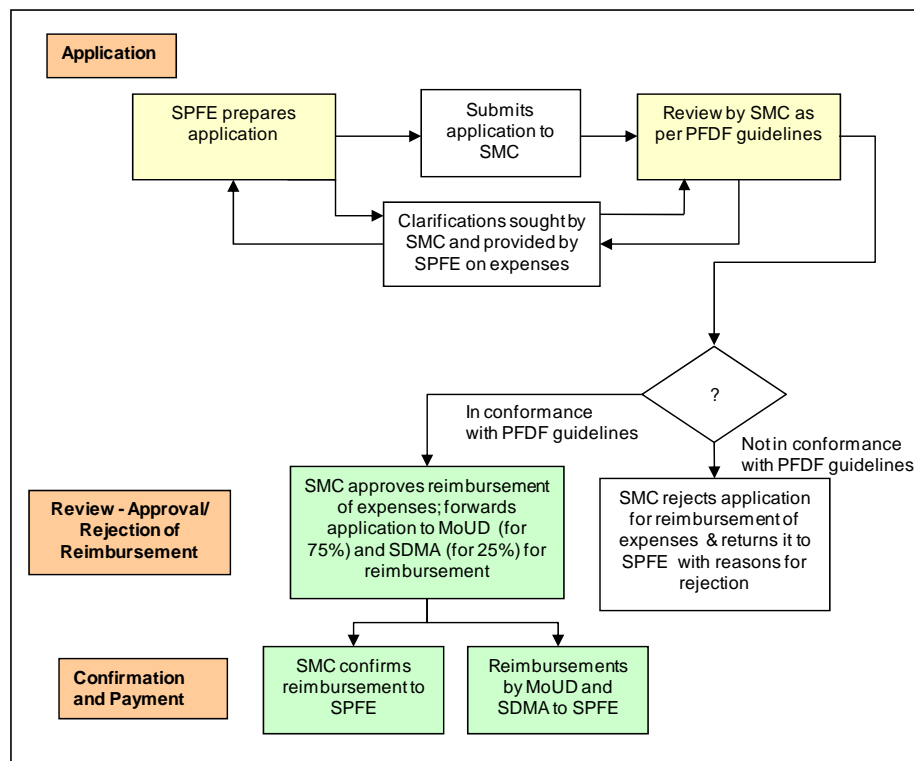 Application
SPFE prepares
application
Submits
application to
SMC
Review by SMC as
per PFDF guidelines
Clarifications sought by
SMC and provided by
SPFE on expenses
?
In conformance
with PFDF guidelines
Not in conformance
with PFDF guidelines
Review - Approval/
Rejection of
Reimbursement
SMC approves reimbursement
of expenses; forwards
application to MoUD (for
75%) and SDMA (for 25%) for
reimbursement
SMC rejects application
for reimbursement of
expenses & returns it to
SPFE with reasons for
rejection
Confirmation
and Payment
SMC confirms
reimbursement to
SPFE
Reimbursements
by MoUD and
SDMA to SPFE